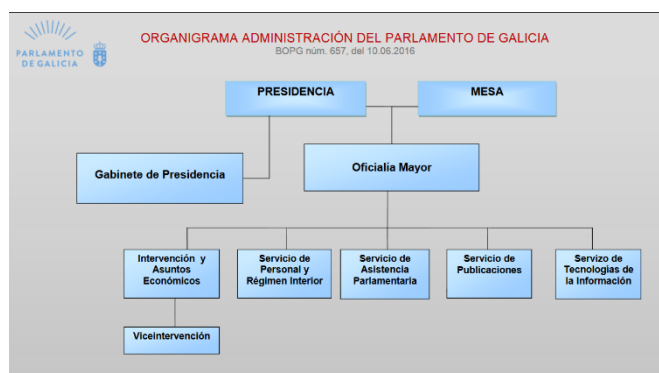 PARLAMENTO
DE GALICIA
ORGANIGRAMA ADMINISTRACIÓN DEL PARLAMENTO DE GALICIA
BOPG núm. 657, del 10.06.2016
PRESIDENCIA
MESA
Gabinete de Presidencia
Oficialía Mayor
Intervención y
Asuntos
Económicos
Servicio de
Personal y
Régimen Interior
Servicio de
Asistencia
Parlamentaria
Servicio de
Publicaciones
Servizo de
Tecnologías de
la Información
Viceintervención